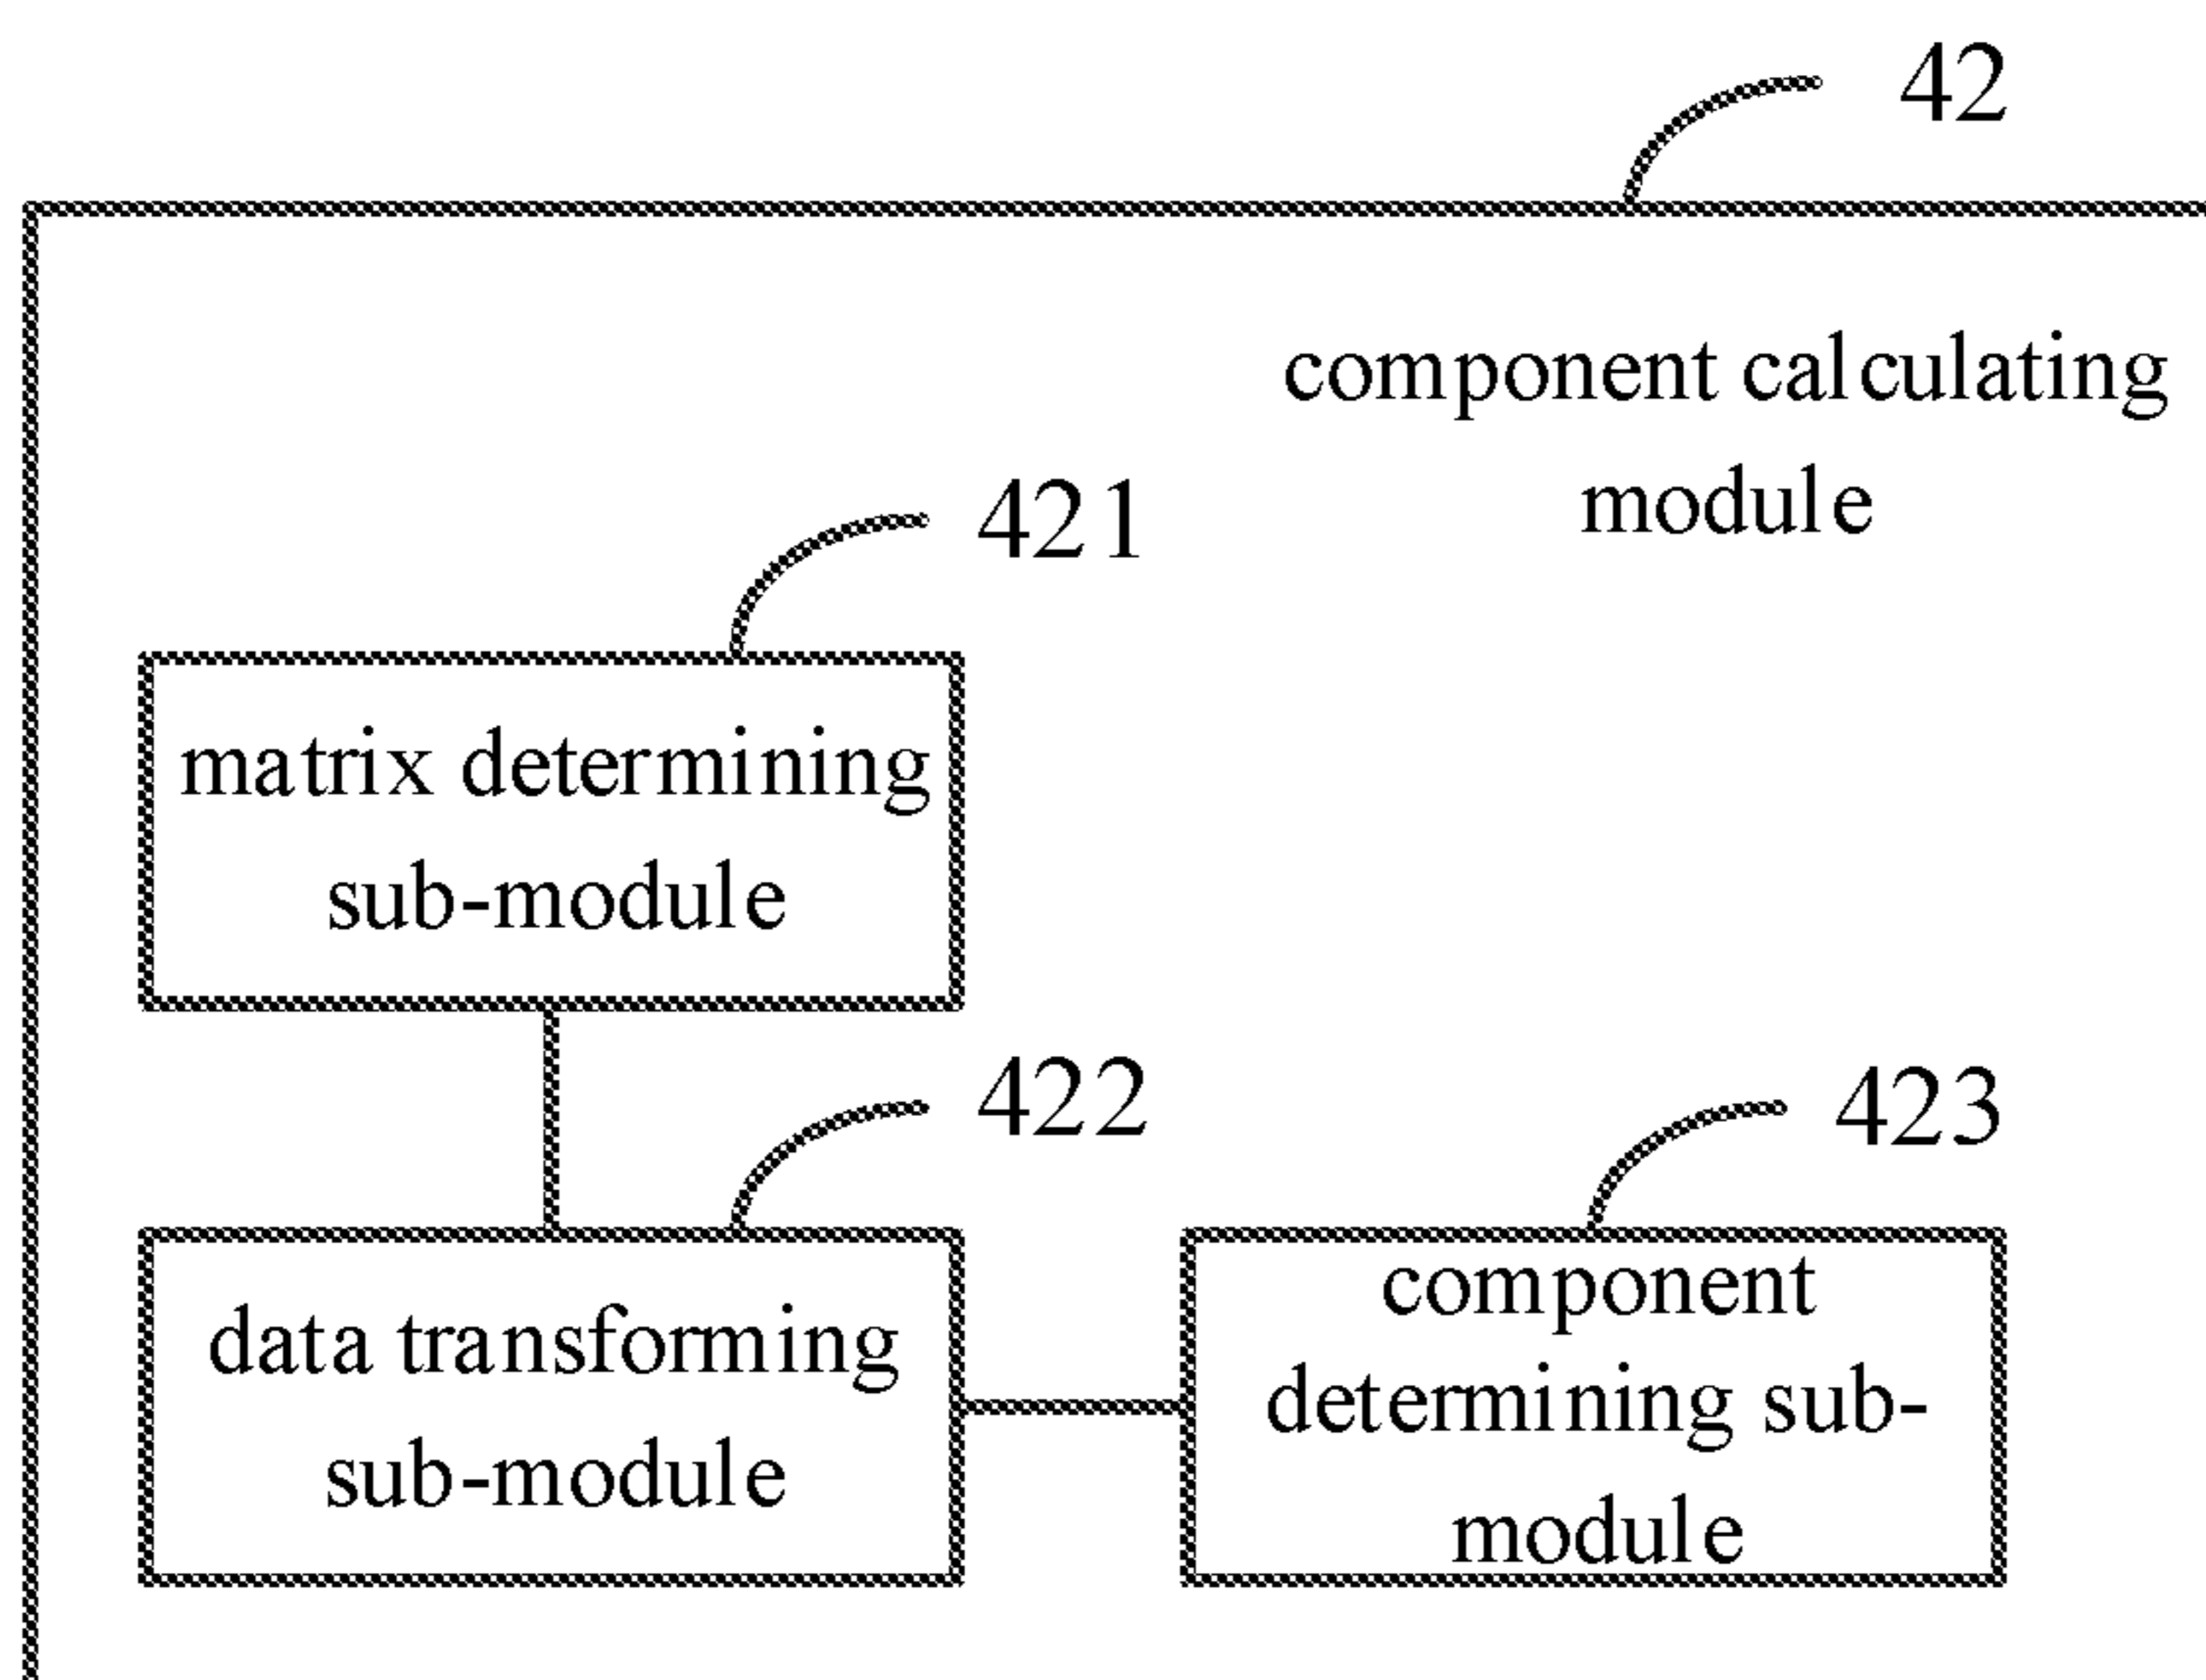 42
component calculating
module
421
matrix determining
sub-module
422
data transforming
sub-module
423
component
determining sub-
module